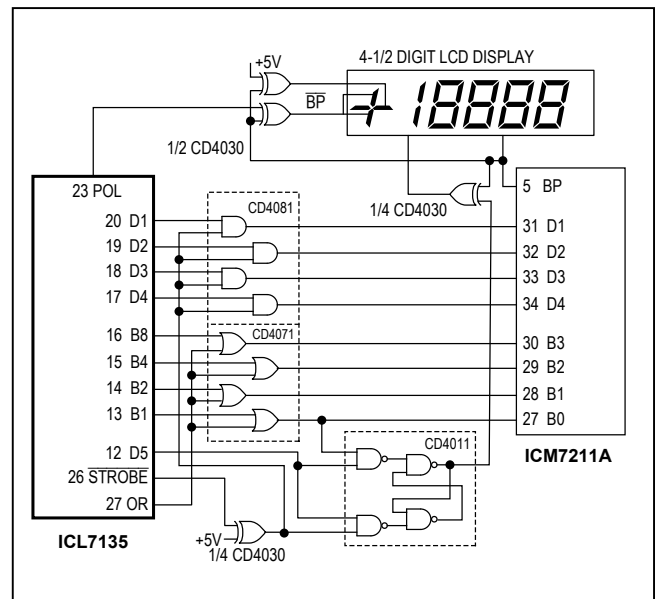 +5V
4-1/2 DIGIT LCD DISPLAY
BP
+18888
1/2 CD4030
23 POL
1/4 CD4030
5 BP
20 D1
CD4081
31 D1
19 D2
32 D2
18 D3
33 D3
17 D4
34 D4
16 B8
CD4071
30 B3
15 B4
29 B2
14 B2
28 B1
13 B1
27 B0
12 D5
CD4011
ICM7211A
26 STROBE
27 OR
+5V
1/4 CD4030
ICL7135